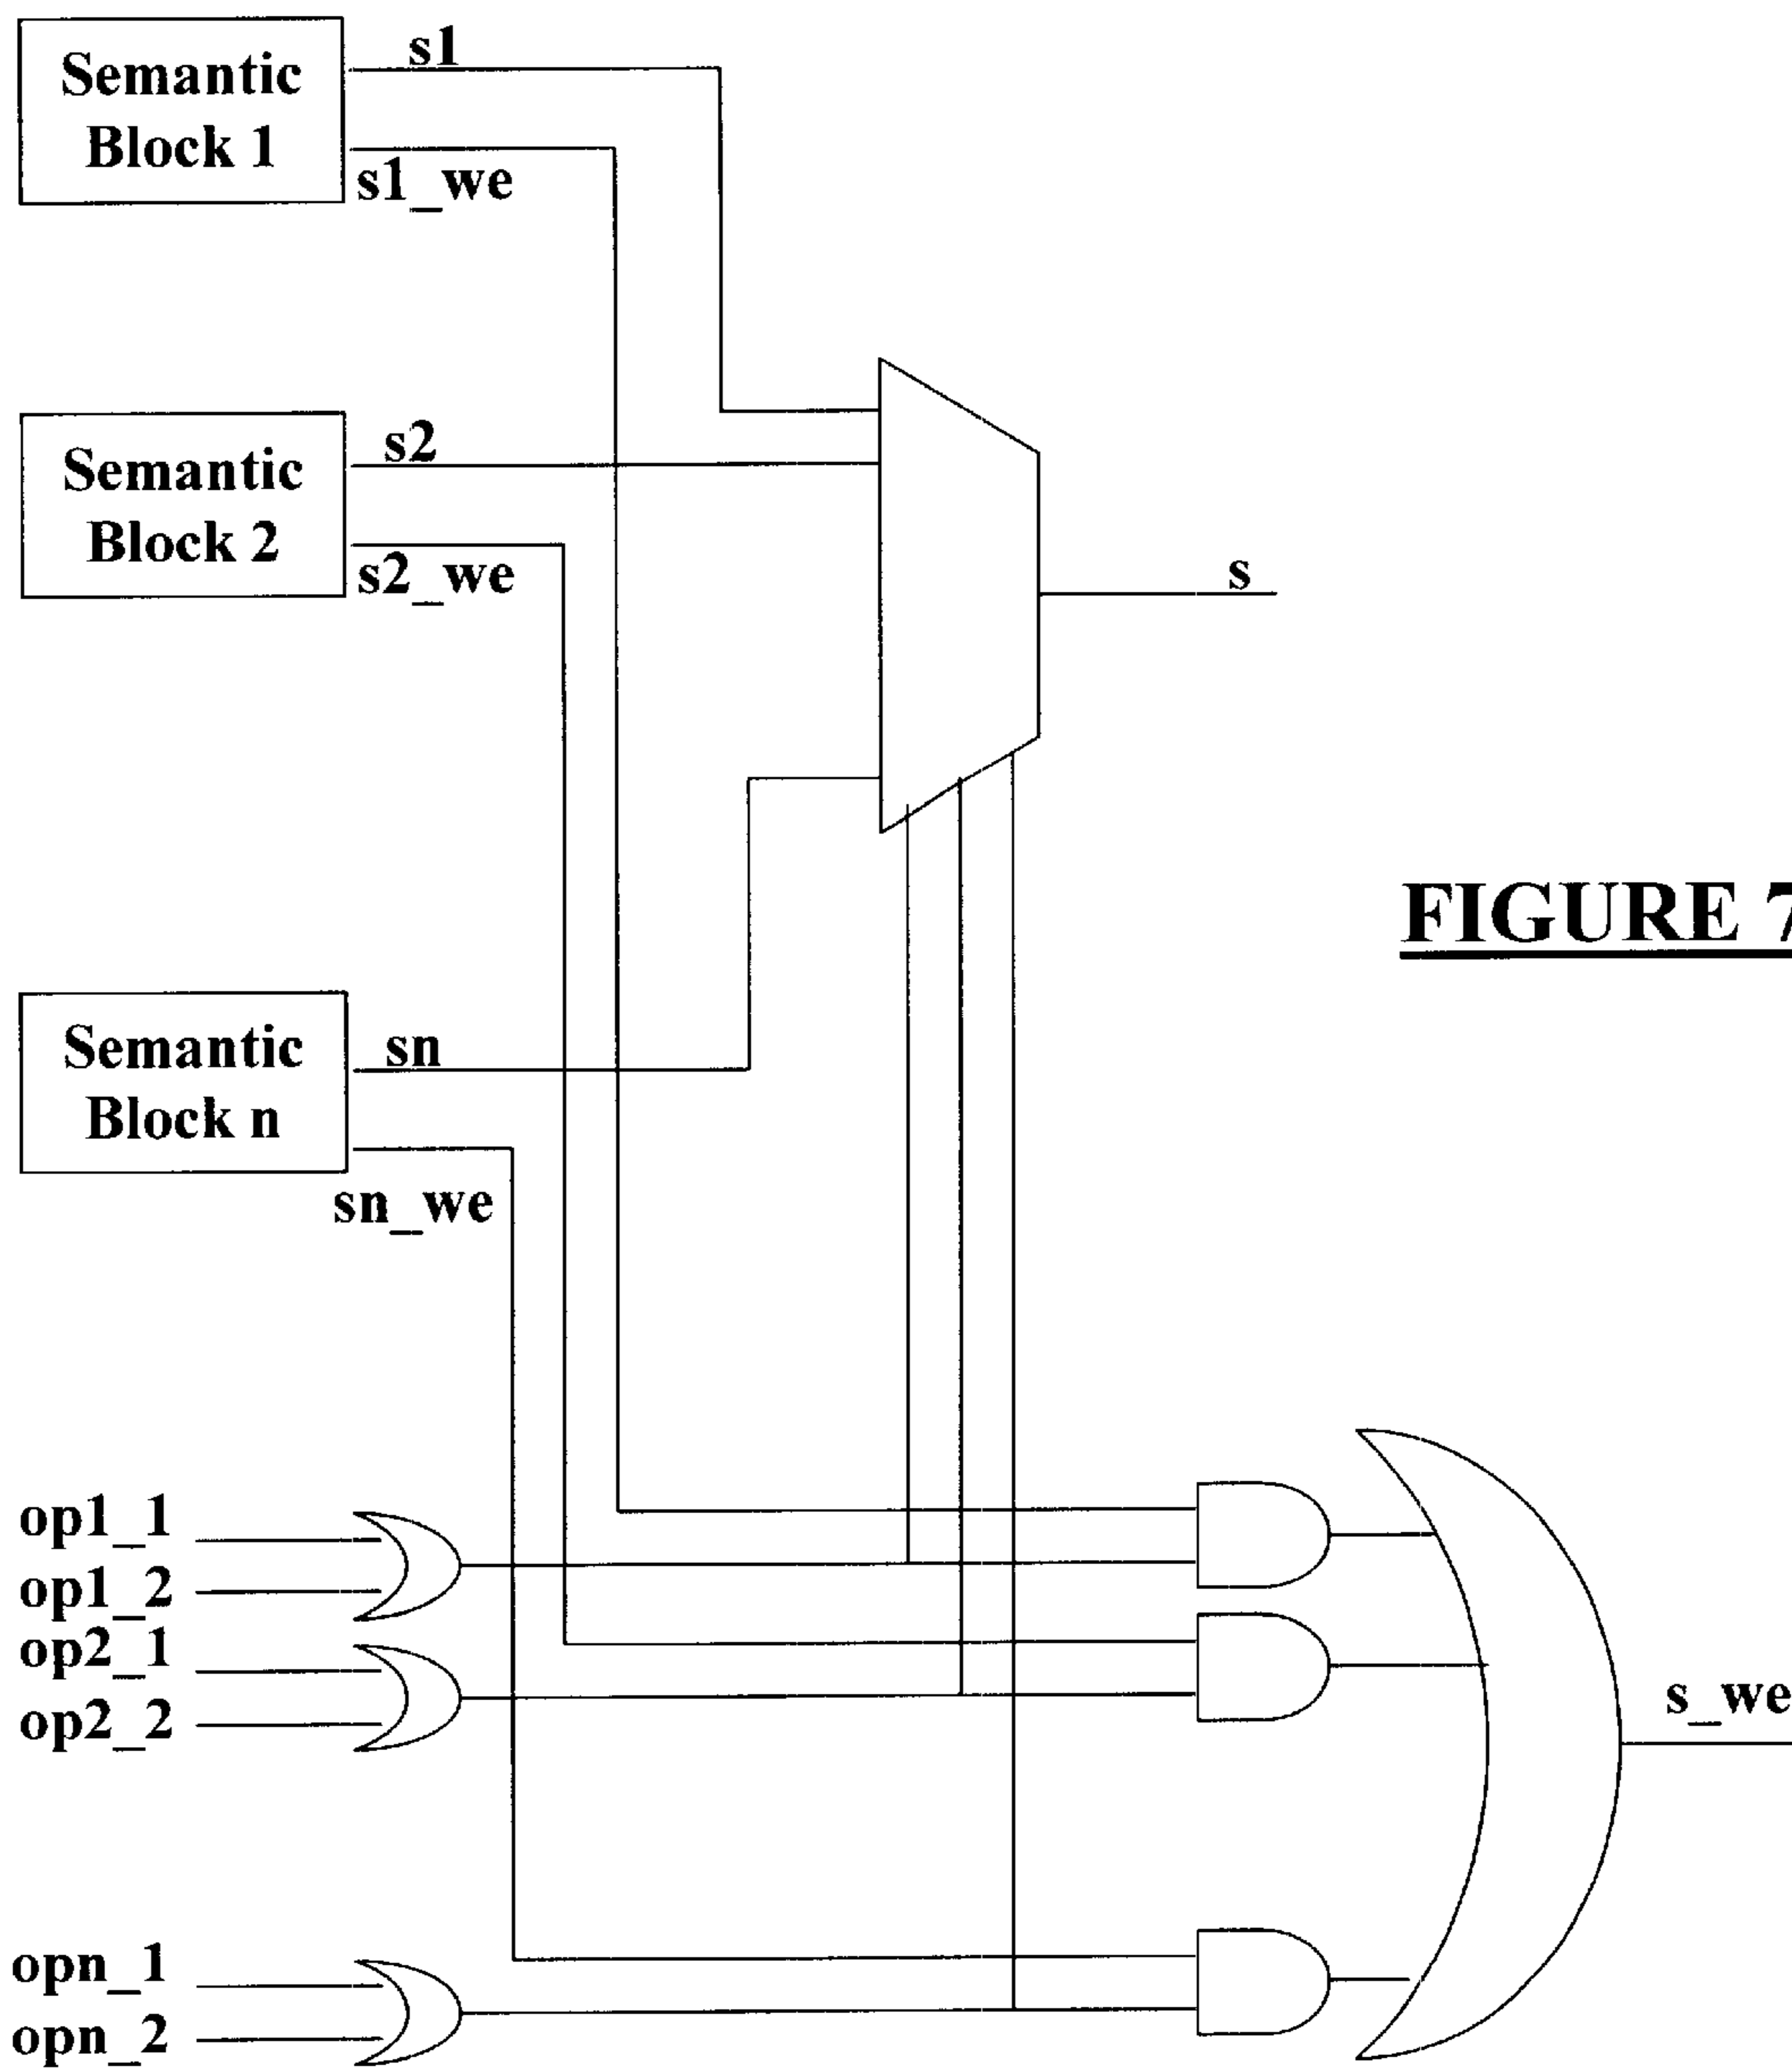 Semantic
Block 1
s1
s1_we
Semantic
Block 2
s2
s2_we
s
FIGURE 7
Semantic
Block n
sn
sn_we
op1_1
op1_2
op2_1
op2_2
s_we
opn_1
opn_2